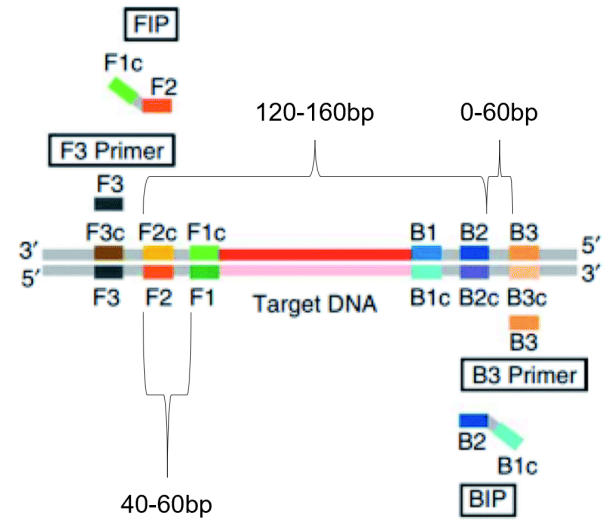 FIP
F1c
F2
120-160bp
0-60bp
F3 Primer
F3
F3c F2c F1c B1 B2 B3
3′ 5′
5′ 3′
F3 F2 F1 Target DNA B1c B2c B3c
B3
B3 Primer
B2
B1c
40-60bp
BIP